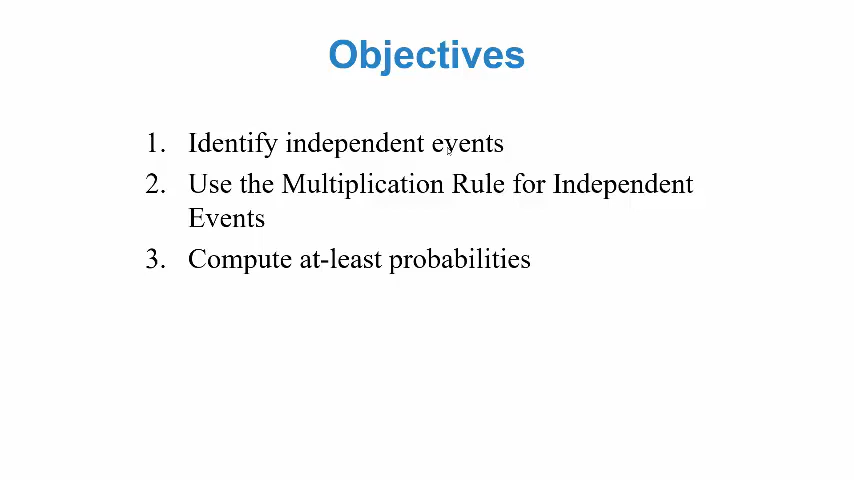 Objectives
1. Identify independent events
2. Use the Multiplication Rule for Independent
Events
3. Compute at-least probabilities